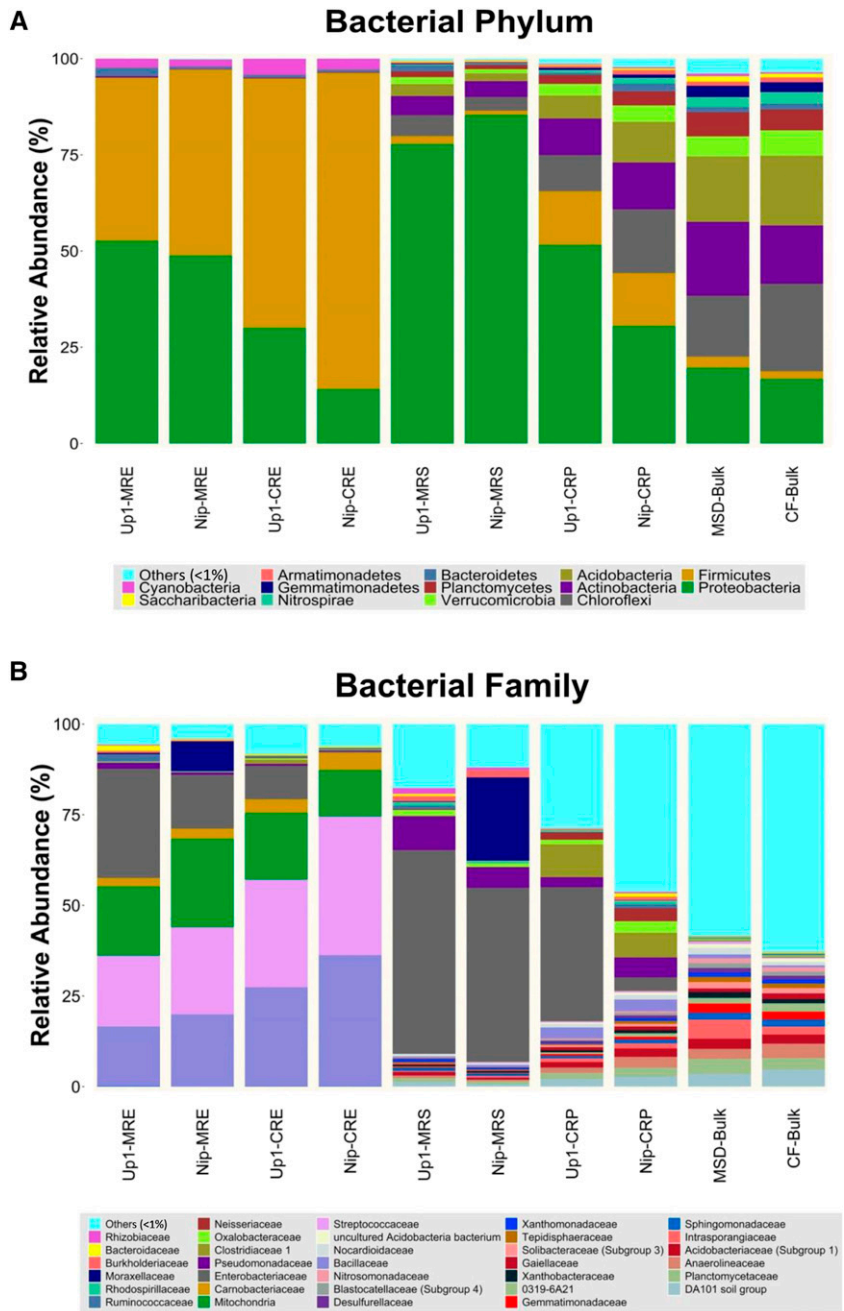 A
Bacterial Phylum
Relative Abundance (%)
100
75
50
25
0
Up1-MRE
Nip-MRE
Up1-CRE
Nip-CRE
Up1-MRS
Nip-MRS
Up1-CRP
Nip-CRP
MSD-Bulk
CF-Bulk
Others (<1%) Armatimonadetes Bacteroidetes Acidobacteria Firmicutes
Cyanobacteria Gemmatimonadetes Planctomycetes Actinobacteria Proteobacteria
Saccharibacteria Nitrospirae Verrucomicrobia Chloroflexi
B
Bacterial Family
Relative Abundance (%)
100
75
50
25
0
Up1-MRE
Nip-MRE
Up1-CRE
Nip-CRE
Up1-MRS
Nip-MRS
Up1-CRP
Nip-CRP
MSD-Bulk
CF-Bulk
Others (<1%) Neisseriaceae Streptococcaceae Xanthomonadaceae Sphingomonadaceae
Rhizobiaceae Oxalobacteraceae uncultured Acidobacteria bacterium Tepidisphaeraceae Intrasporangiaceae
Bacteroidaceae Clostridiaceae 1 Nocardioidaceae Solibacteraceae (Subgroup 3) Acidobacteriaceae (Subgroup 1)
Burkholderiaceae Pseudomonadaceae Bacillaceae Gaiellaceae Anaerolineaceae
Moraxellaceae Enterobacteriaceae Nitrosomonadaceae Xanthobacteraceae Planctomycetaceae
Rhodospirillaceae Carnobacteriaceae Blastocatellaceae (Subgroup 4) 0319-6A21 DA101 soil group
Ruminococcaceae Mitochondria Desulfurellaceae Gemmatimonadaceae